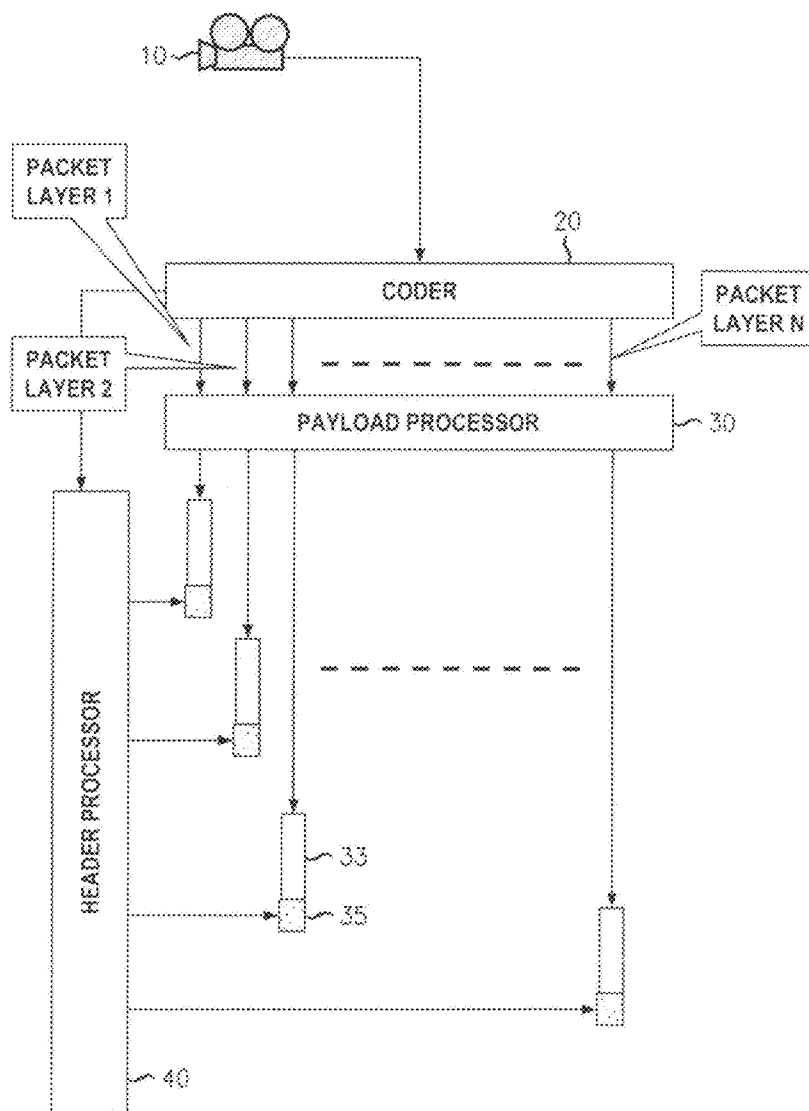 10
PACKET
LAYER 1
20
CODER
PACKET
LAYER N
PACKET
LAYER 2
PAYLOAD PROCESSOR
30
HEADER PROCESSOR
33
35
40